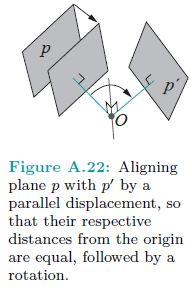 p
p′
O
Figure A.22: Aligning
plane p with p′ by a
parallel displacement, so
that their respective
distances from the origin
are equal, followed by a
rotation.